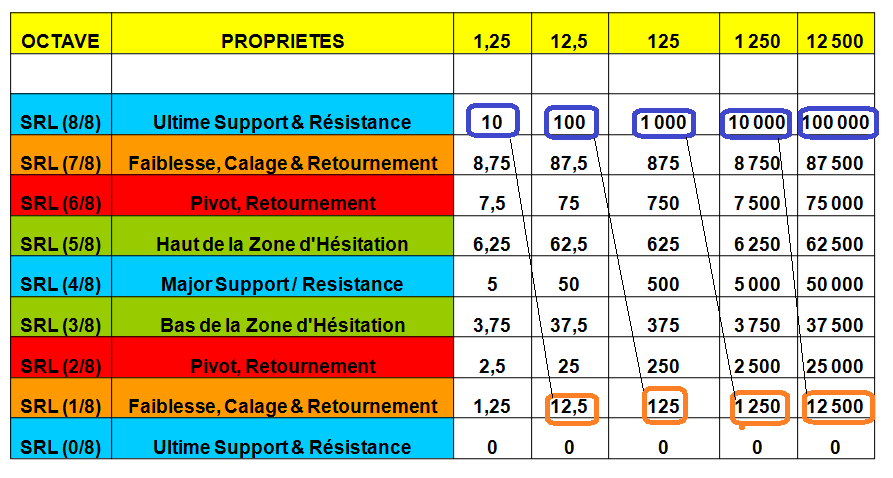 OCTAVE PROPRIETES 1,25 12,5 125 1 250 12 500
SRL (8/8) Ultime Support & Résistance 10 100 1 000 10 000 100 000
SRL (7/8) Faiblesse, Calage & Retournement 8,75 87,5 875 8 750 87 500
SRL (6/8) Pivot, Retournement 7,5 75 750 7 500 75 000
SRL (5/8) Haut de la Zone d'Hésitation 6,25 62,5 625 6 250 62 500
SRL (4/8) Major Support / Resistance 5 50 500 5 000 50 000
SRL (3/8) Bas de la Zone d'Hésitation 3,75 37,5 375 3 750 37 500
SRL (2/8) Pivot, Retournement 2,5 25 250 2 500 25 000
SRL (1/8) Faiblesse, Calage & Retournement 1,25 12,5 125 1 250 12 500
SRL (0/8) Ultime Support & Résistance 0 0 0 0 0